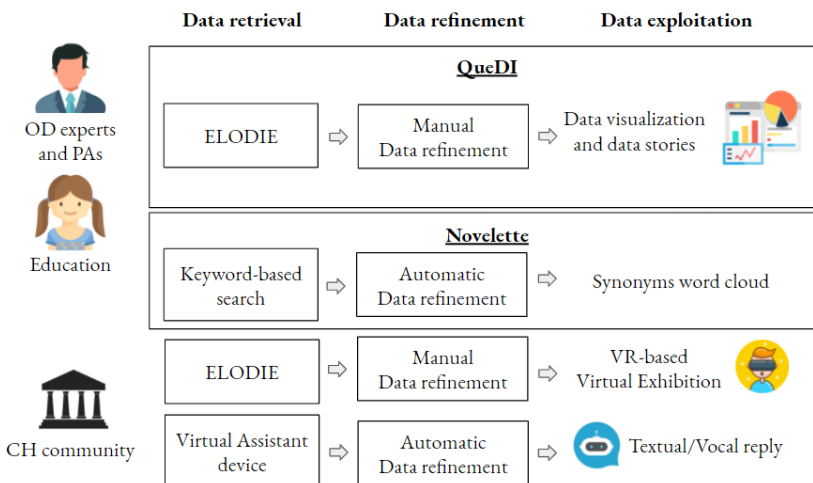 Data retrieval Data refinement Data exploitation
QueDI
OD experts
and PAs
ELODIE
Manual
Data refinement
Data visualization
and data stories
Education
Novelette
Keyword-based
search
Automatic
Data refinement
Synonyms word cloud
CH community
ELODIE
Manual
Data refinement
VR-based
Virtual Exhibition
Virtual Assistant
device
Automatic
Data refinement
Textual/Vocal reply